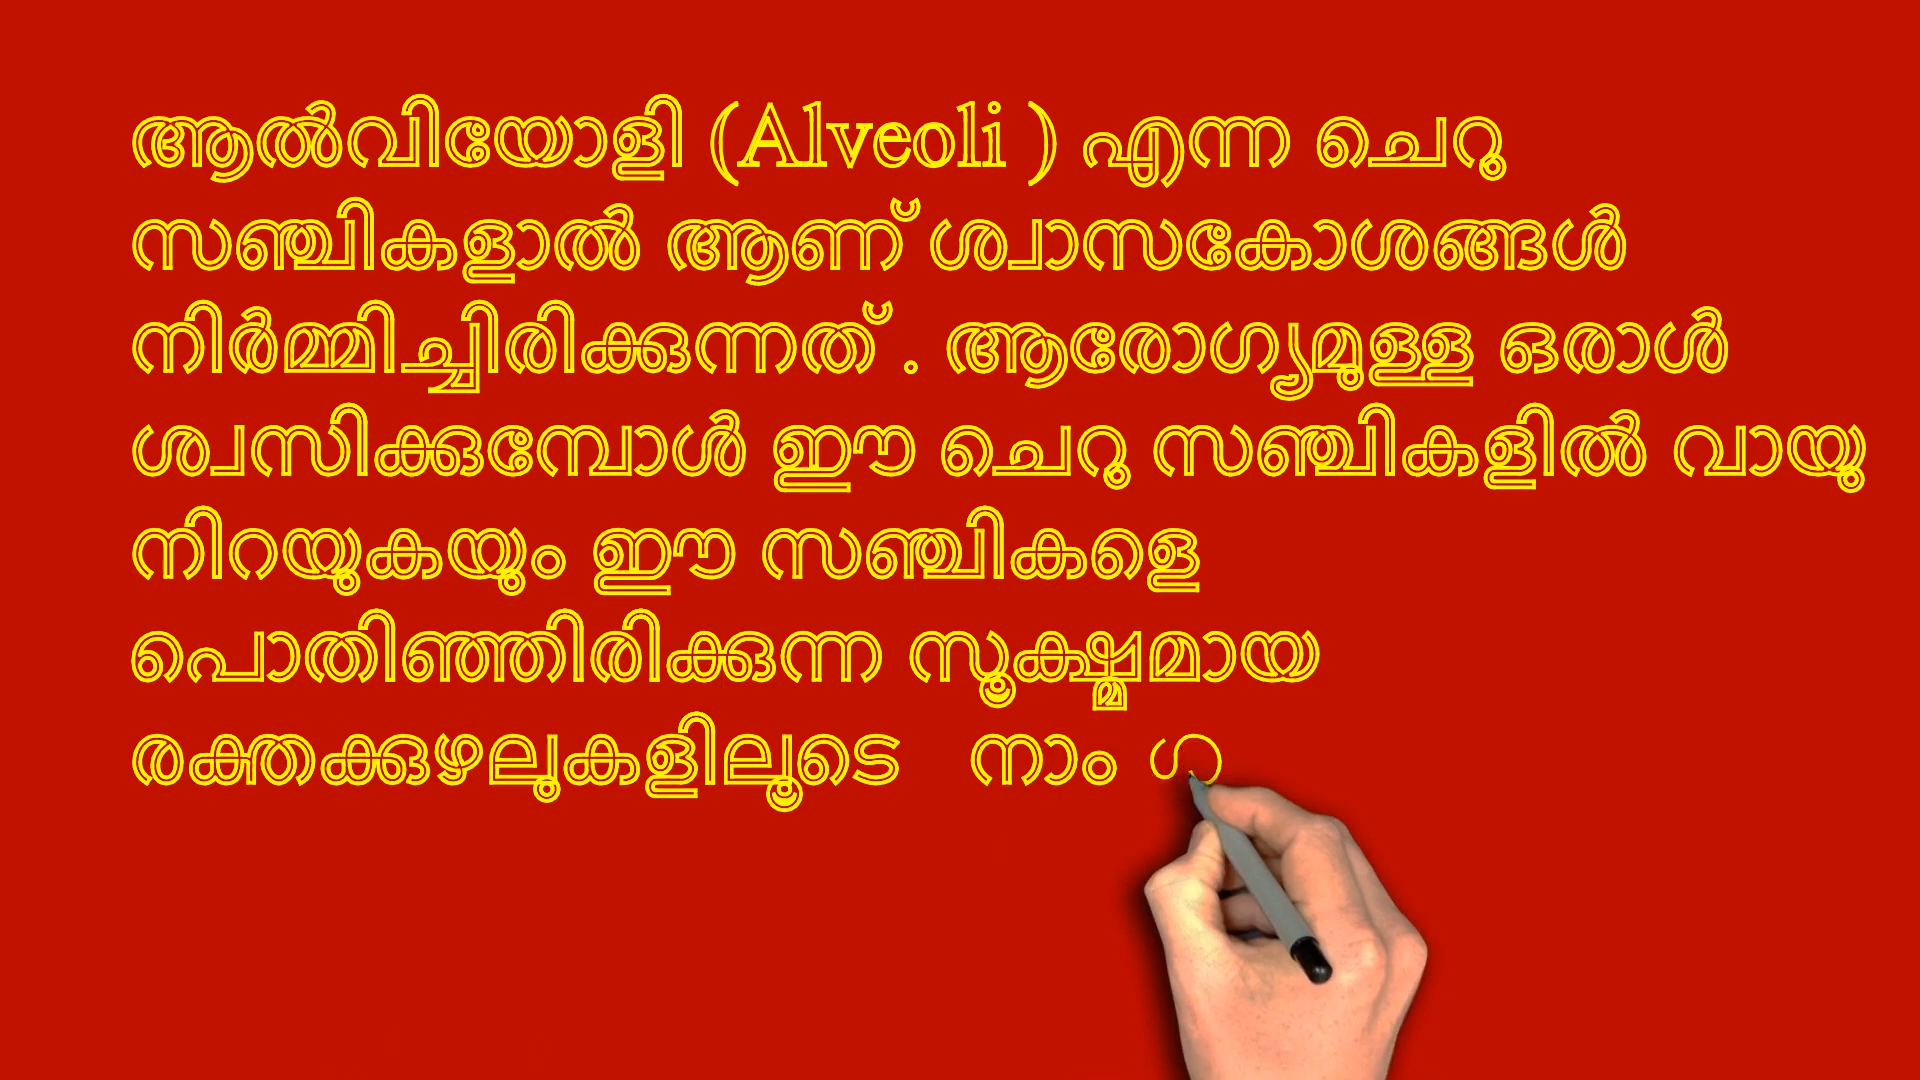 ആൽവിയോളി (Alveoli ) എന്ന ചെറു
സഞ്ചികളാൽ ആണ് ശ്വാസകോശങ്ങൾ
നിർമ്മിച്ചിരിക്കുന്നത് . ആരോഗ്യമുള്ള ഒരാൾ
ശ്വസിക്കുമ്പോൾ ഈ ചെറു സഞ്ചികളിൽ വായു
നിറയുകയും ഈ സഞ്ചികളെ
പൊതിഞ്ഞിരിക്കുന്ന സൂക്ഷ്മമായ
രക്തക്കുഴലുകളിലൂടെ നാം